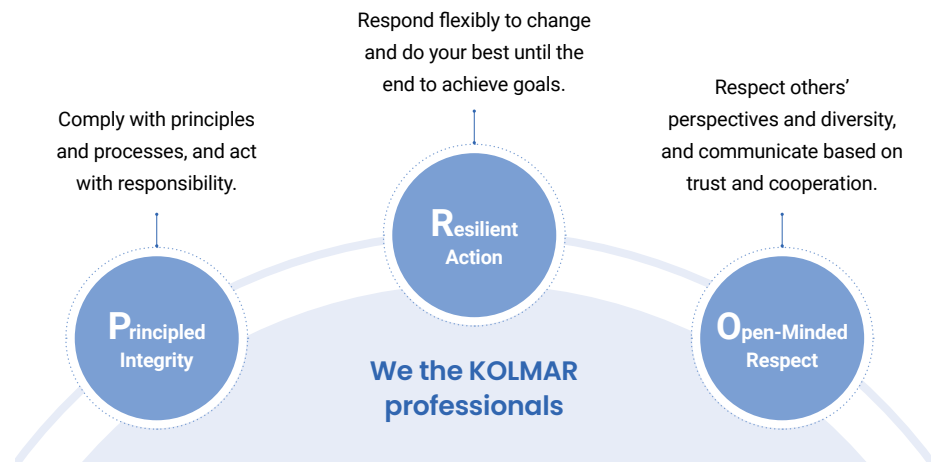 Comply with principles
and processes, and act
with responsibility.
Principled
Integrity
Respond flexibly to change
and do your best until the
end to achieve goals.
Resilient
Action
Respect others’
perspectives and diversity,
and communicate based on
trust and cooperation.
Open-Minded
Respect
We the KOLMAR
professionals